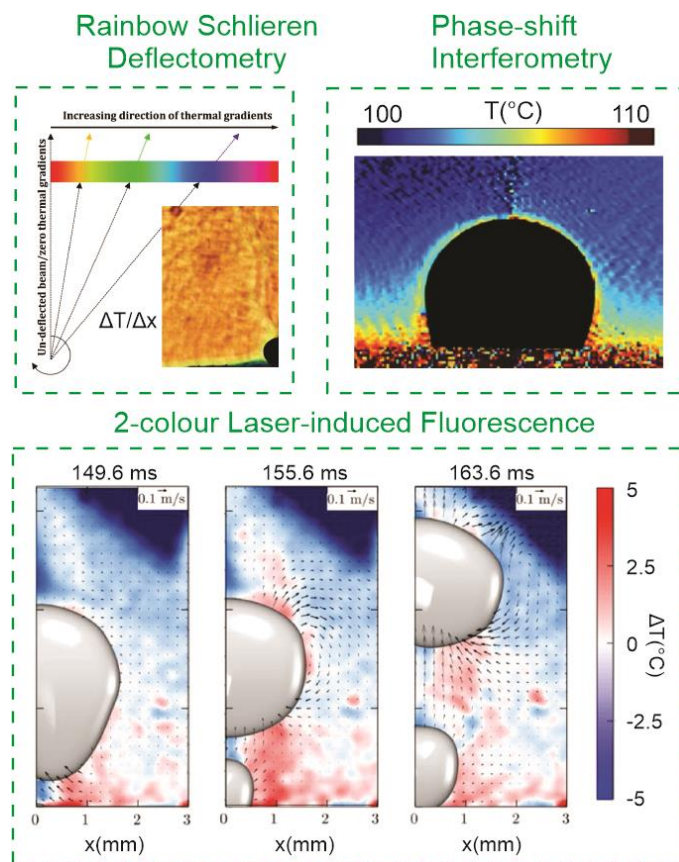 Rainbow Schlieren
Deflectometry
Phase-shift
Interferometry
Increasing direction of thermal gradients
Un-deflected beam/zero thermal gradients
ΔT/Δx
100 T(°C) 110
2-colour Laser-induced Fluorescence
149.6 ms 155.6 ms 163.6 ms
0.1 m/s 0.1 m/s 0.1 m/s
5
2.5
0
-2.5
-5
ΔT(°C)
0 1 2 3 0 1 2 3 0 1 2 3
x(mm) x(mm) x(mm)